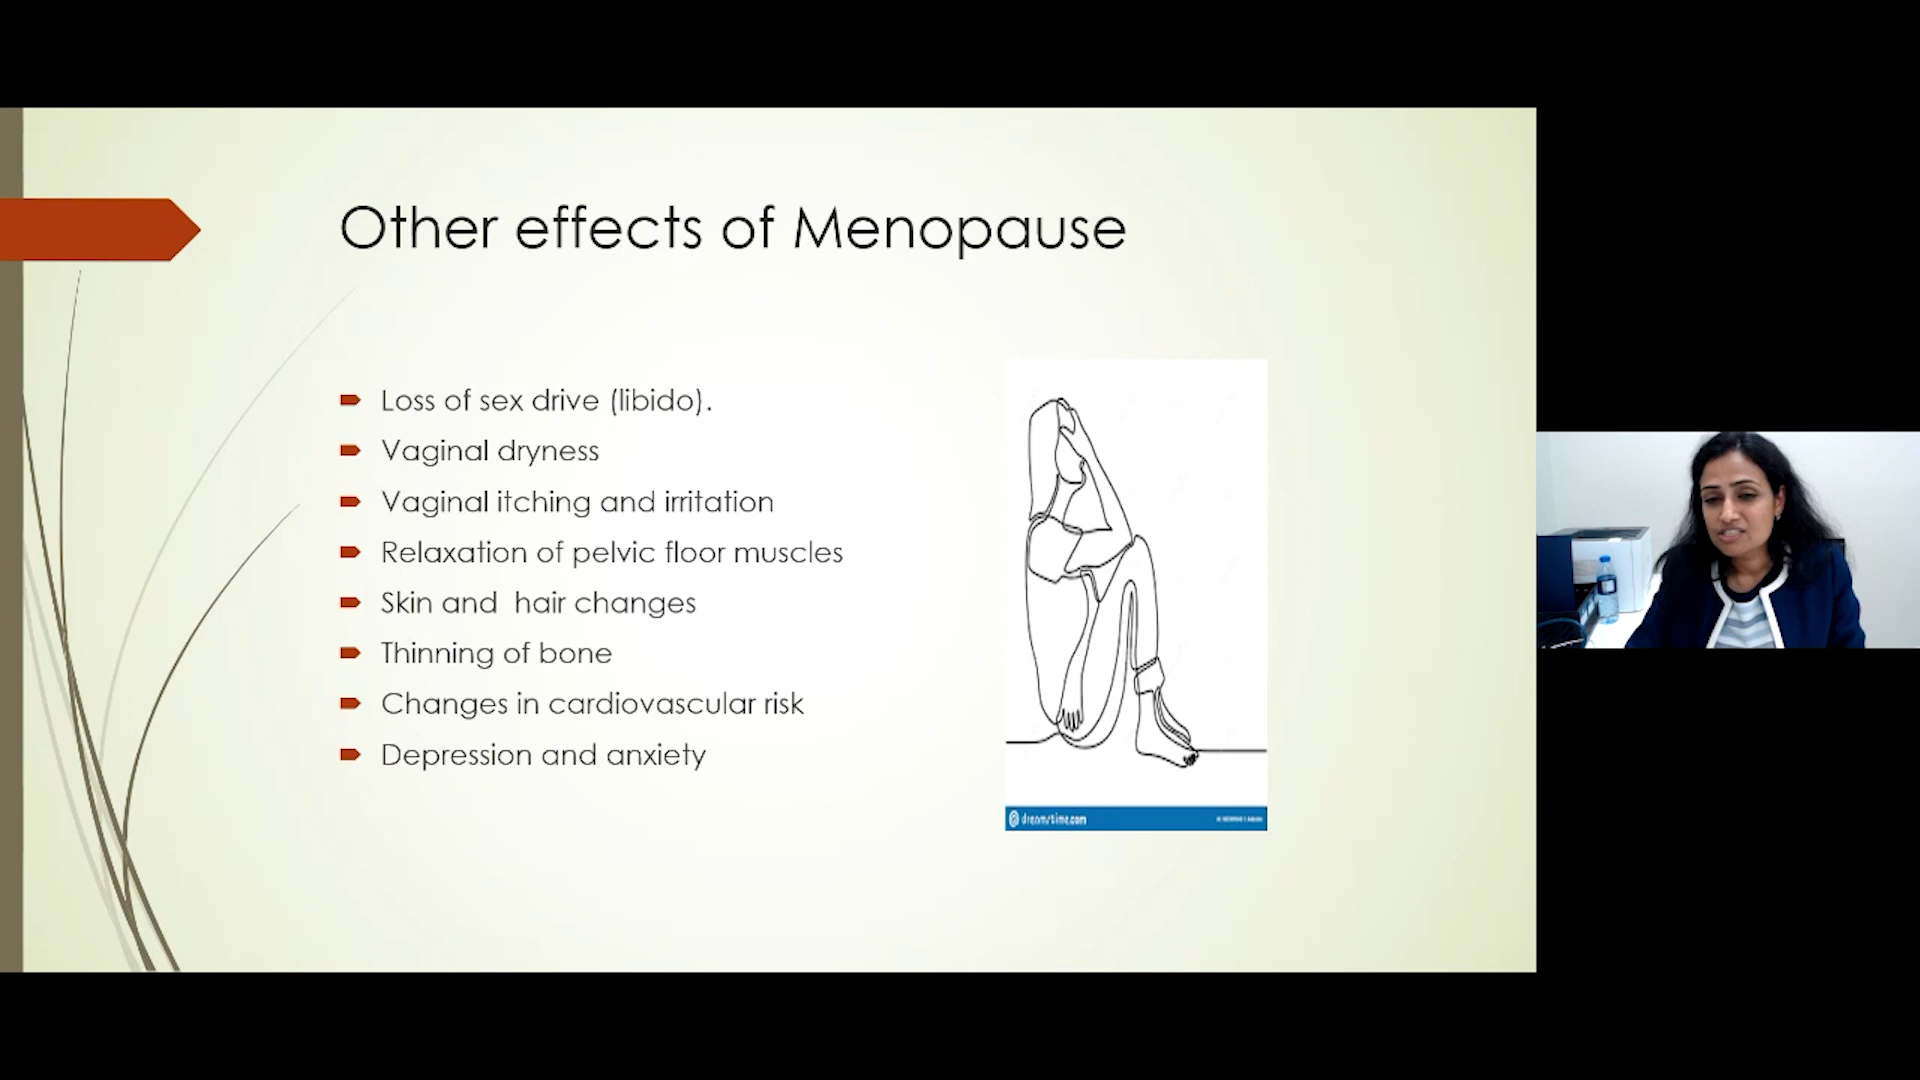 Other effects of Menopause
Loss of sex drive (libido).
Vaginal dryness
Vaginal itching and irritation
Relaxation of pelvic floor muscles
Skin and hair changes
Thinning of bone
Changes in cardiovascular risk
Depression and anxiety
dreamstime.com